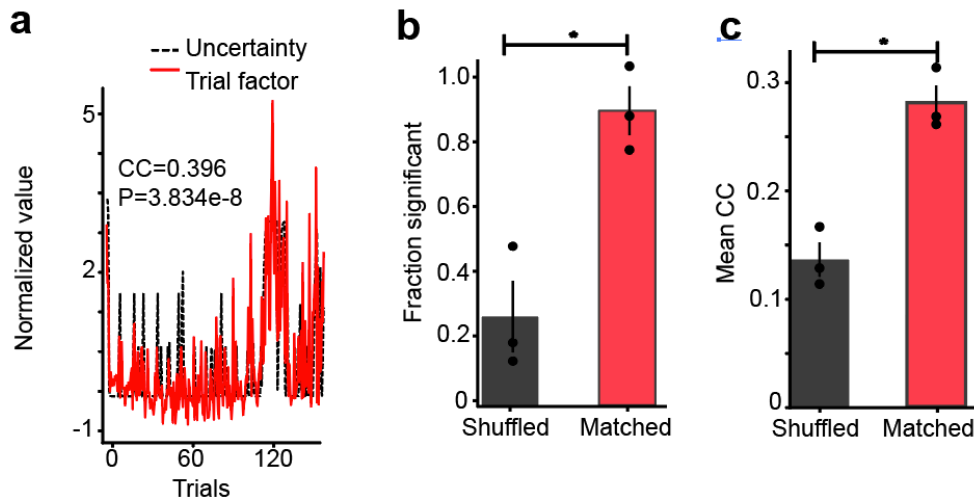 a
Uncertainty
Trial factor
CC=0.396
P=3.834e-8
Normalized value
5
2
-1
0
60
120
Trials
b
*
Fraction significant
1.0
0.8
0.6
0.4
0.2
0
Shuffled
Matched
c
*
Mean CC
0.3
0.2
0.1
0
Shuffled
Matched